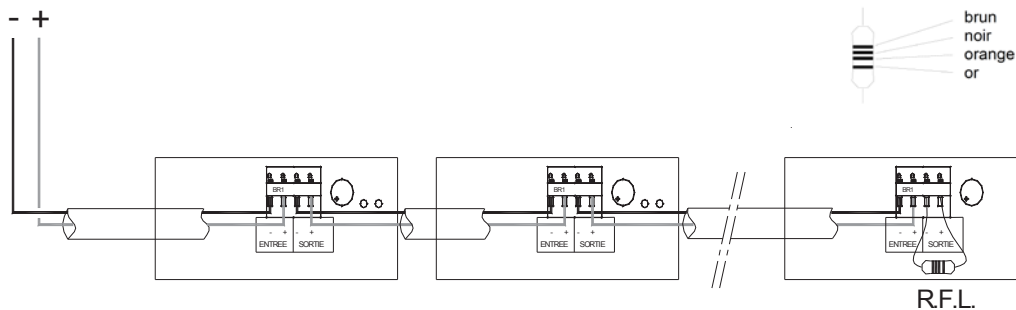 - +
brun
noir
orange
or
BR1
- + - +
ENTREE SORTIE
BR1
- + - +
ENTREE SORTIE
BR1
- + - +
ENTREE SORTIE
R.F.L.